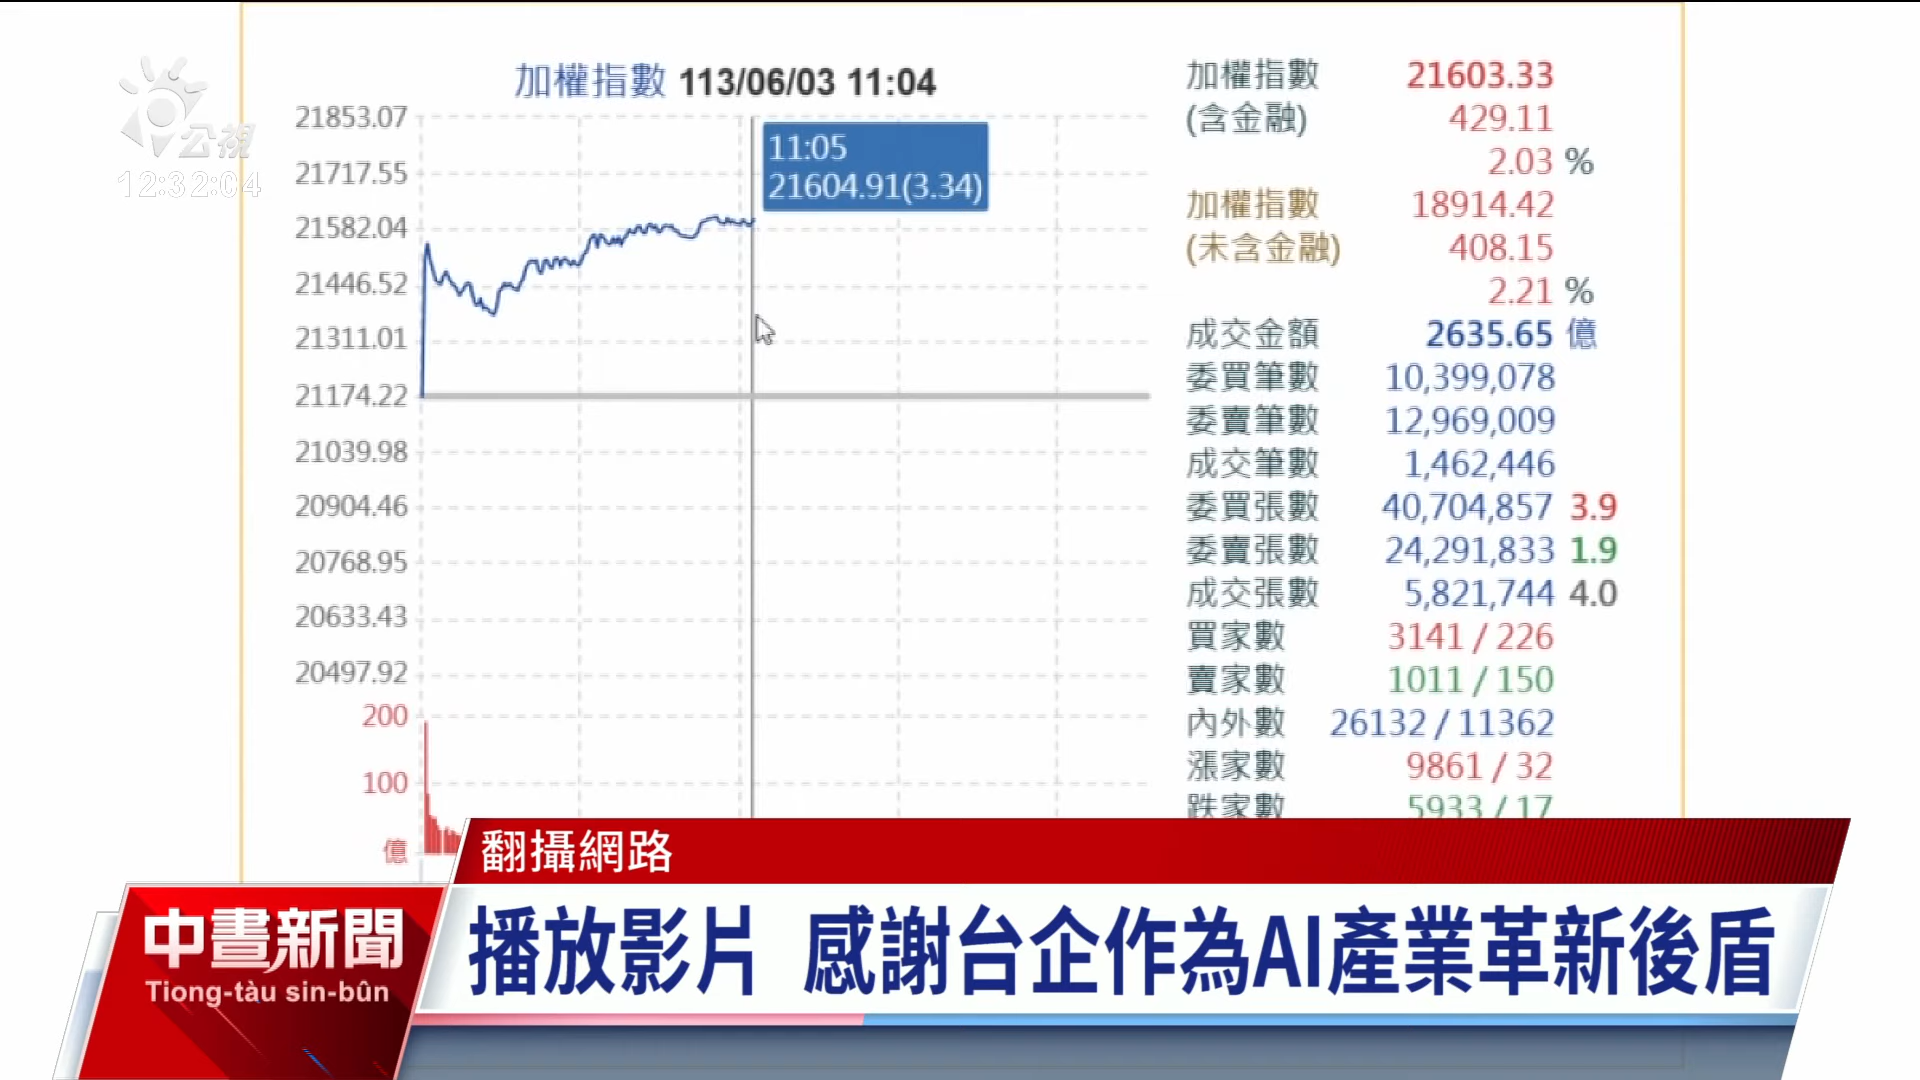 公視
12:32:04
加權指數 113/06/03 11:04
21853.07
21717.55
21582.04
21446.52
21311.01
21174.22
21039.98
20904.46
20768.95
20633.43
20497.92
200
100
億
11:05
21604.91(3.34)
加權指數 21603.33
(含金融) 429.11
2.03 %
加權指數 18914.42
(未含金融) 408.15
2.21 %
成交金額 2635.65 億
委買筆數 10,399,078
委賣筆數 12,969,009
成交筆數 1,462,446
委買張數 40,704,857 3.9
委賣張數 24,291,833 1.9
成交張數 5,821,744 4.0
買家數 3141 / 226
賣家數 1011 / 150
內外數 26132 / 11362
漲家數 9861 / 32
跌家數 5933 / 17
翻攝網路
中晝新聞
Tiong-tàu sin-bûn
播放影片 感謝台企作為AI產業革新後盾